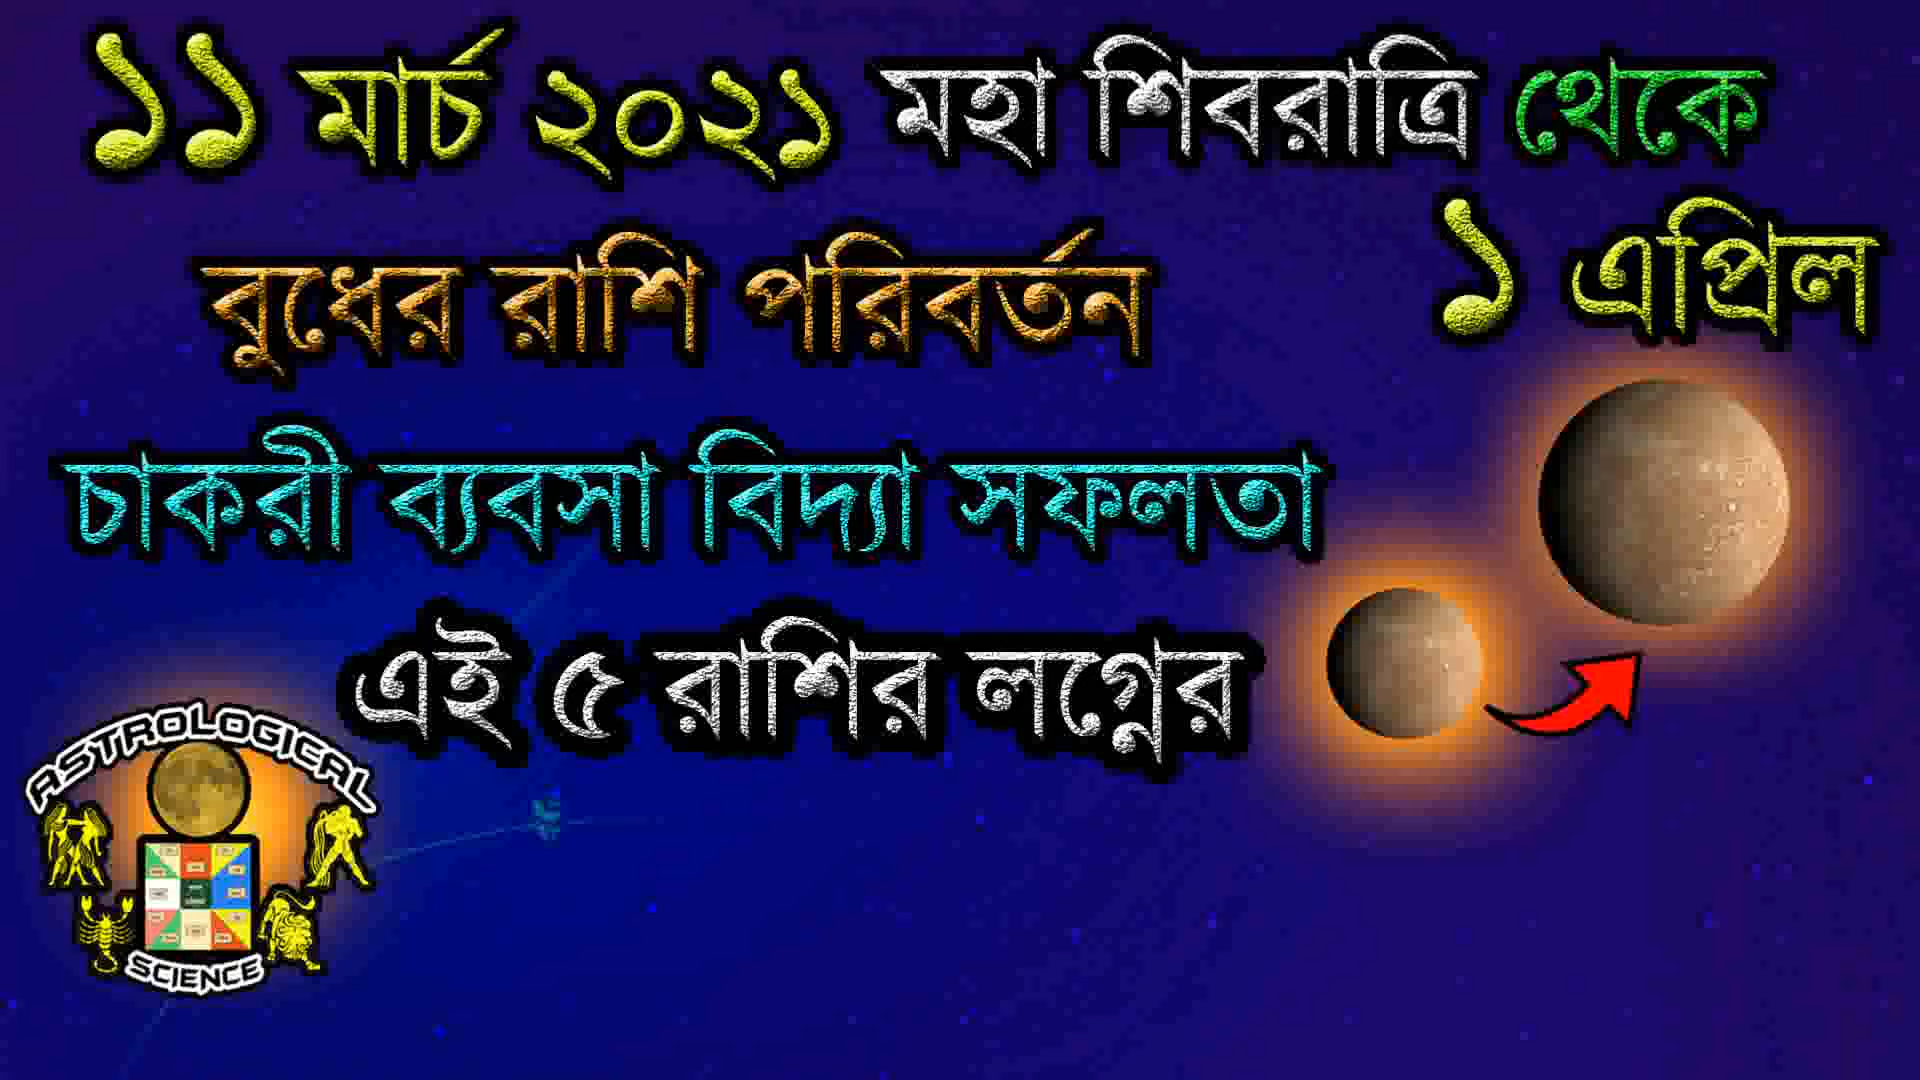 ১১ মার্চ ২০২১ মহা শিবরাত্রি থেকে
১ এপ্রিল
বুধের রাশি পরিবর্তন
চাকরী ব্যবসা বিদ্যা সফলতা
এই ৫ রাশির লগ্নের
ASTROLOGICAL
SCIENCE